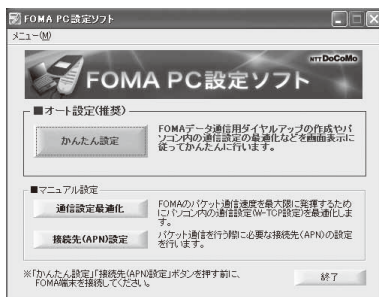 FOMA PC設定ソフト
メニュー(M)
NTT DoCoMo
FOMA PC設定ソフト
■オート設定(推奨)
かんたん設定
FOMAデータ通信用ダイヤルアップの作成やパ
ソコン内の通信設定の最適化などを画面表示に
従ってかんたんに行います。
■マニュアル設定
通信設定最適化
FOMAのパケット通信速度を最大限に発揮するため
にパソコン内の通信設定(W-TCP設定)を最適化しま
す。
接続先(APN)設定
パケット通信を行う際に必要な接続先(APN)の設定
を行います。
※「かんたん設定」「接続先(APN)設定」ボタンを押す前に、
FOMA端末を接続してください。
終了